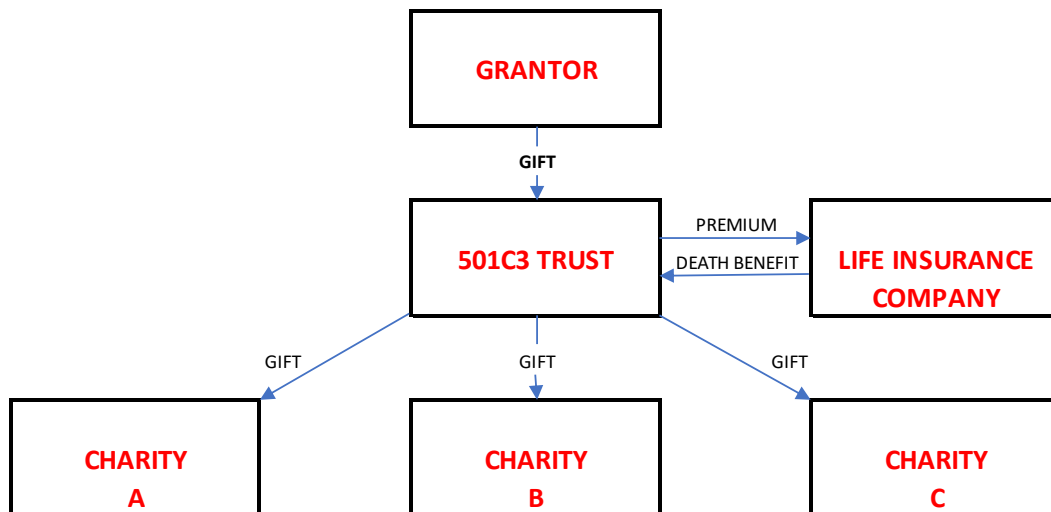 GRANTOR
GIFT
PREMIUM
501C3 TRUST
DEATH BENEFIT
LIFE INSURANCE
COMPANY
GIFT
GIFT
GIFT
CHARITY
A
CHARITY
B
CHARITY
C